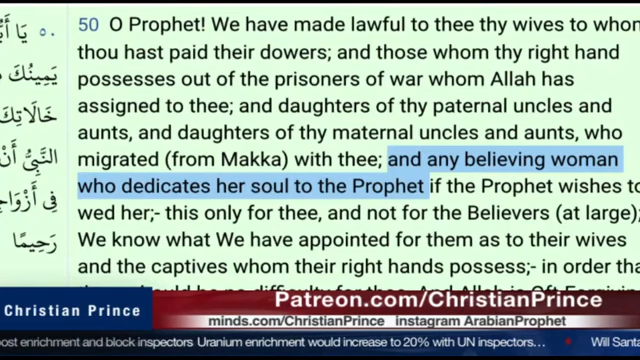 ٥٠
50 O Prophet! We have made lawful to thee thy wives to whom
thou hast paid their dowers; and those whom thy right hand
يَمِينُكَ
possesses out of the prisoners of war whom Allah has
assigned to thee; and daughters of thy paternal uncles and
خَالَاتِكَ
aunts, and daughters of thy maternal uncles and aunts, who
النَّبِيُّ أَن
migrated (from Makka) with thee; and any believing woman
who dedicates her soul to the Prophet if the Prophet wishes to
wed her;- this only for thee, and not for the Believers (at large);
رَحِيمًا
We know what We have appointed for them as to their wives
and the captives whom their right hands possess;- in order tha
Christian Prince
Patreon.com/ChristianPrince
minds.com/ChristianPrince instagram ArabianProphet
ost enrichment and block inspectors Uranium enrichment would increase to 20% with UN inspectors... Will Santa